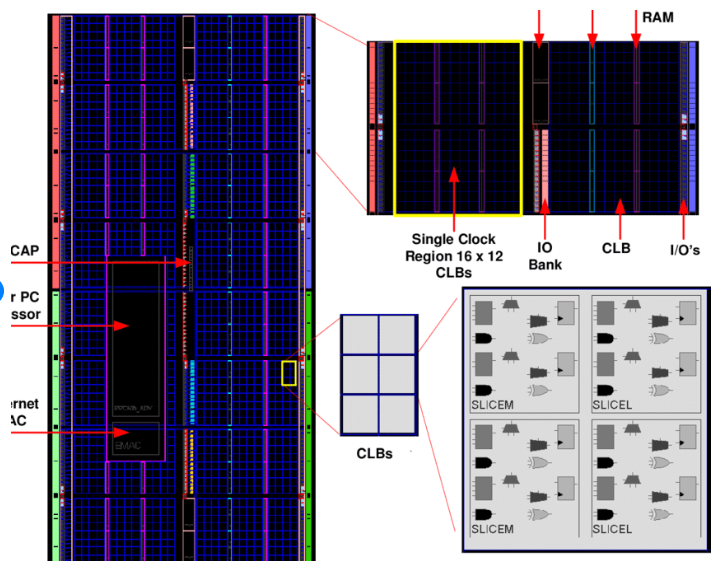 RAM
CAP
r PC
ssor
ernet
AC
EMAC
Single Clock
Region 16 x 12
CLBs
IO
Bank
CLB
I/O's
CLBs
SLICEM
SLICEL
SLICEM
SLICEL